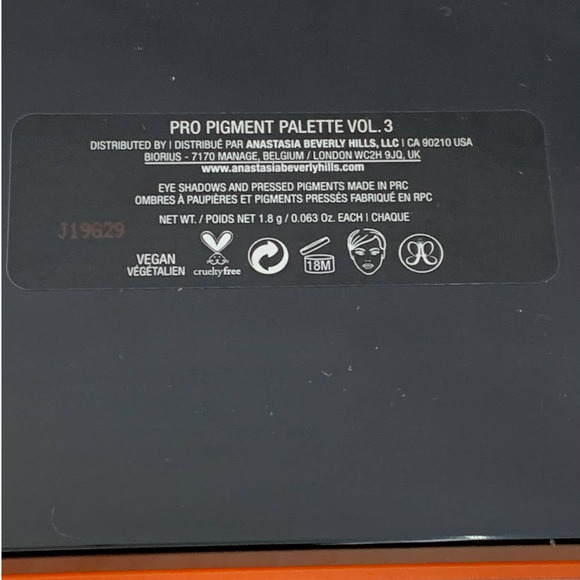 PRO PIGMENT PALETTE VOL. 3
DISTRIBUTED BY | DISTRIBUÉ PAR ANASTASIA BEVERLY HILLS, LLC | CA 90210 USA
BIORIUS - 7170 MANAGE, BELGIUM / LONDON WC2H 9JQ, UK
www.anastasiabeverlyhills.com
EYE SHADOWS AND PRESSED PIGMENTS MADE IN PRC
OMBRES À PAUPIÈRES ET PIGMENTS PRESSÉS FABRIQUÉ EN RPC
NET WT. / POIDS NET 1.8 g / 0.063 Oz. EACH | CHAQUE
J19G29
VEGAN
VÉGÉTALIEN
crueltyfree
18M